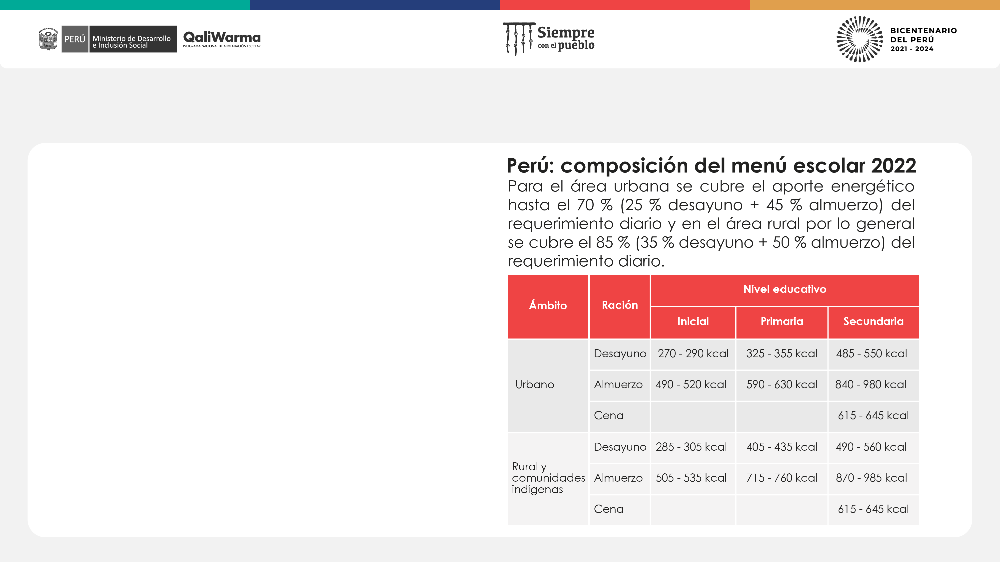 REPÚBLICA DEL PERÚ
PERÚ
Ministerio de Desarrollo
e Inclusión Social
QaliWarma
PROGRAMA NACIONAL DE ALIMENTACIÓN ESCOLAR
Siempre
con el pueblo
BICENTENARIO
DEL PERÚ
2021 - 2024
Perú: composición del menú escolar 2022
Para el área urbana se cubre el aporte energético
hasta el 70 % (25 % desayuno + 45 % almuerzo) del
requerimiento diario y en el área rural por lo general
se cubre el 85 % (35 % desayuno + 50 % almuerzo) del
requerimiento diario.
Ámbito
Ración
Nivel educativo
Inicial
Primaria
Secundaria
Urbano
Desayuno 270 - 290 kcal 325 - 355 kcal 485 - 550 kcal
Almuerzo 490 - 520 kcal 590 - 630 kcal 840 - 980 kcal
Cena 615 - 645 kcal
Rural y
comunidades
indígenas
Desayuno 285 - 305 kcal 405 - 435 kcal 490 - 560 kcal
Almuerzo 505 - 535 kcal 715 - 760 kcal 870 - 985 kcal
Cena 615 - 645 kcal